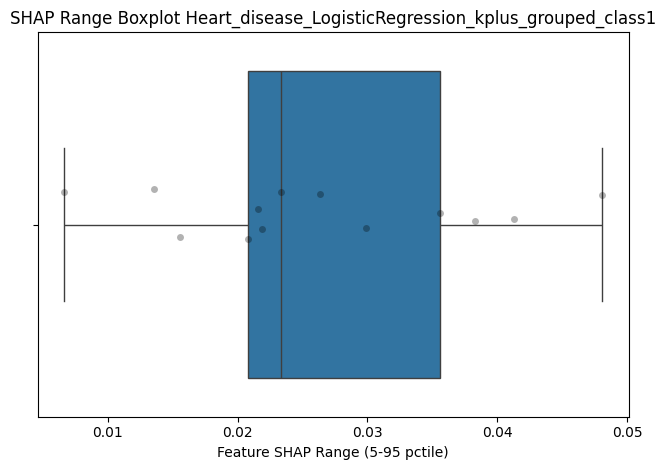 SHAP Range Boxplot Heart_disease_LogisticRegression_kplus_grouped_class1
0.01 0.02 0.03 0.04 0.05
Feature SHAP Range (5-95 pctile)